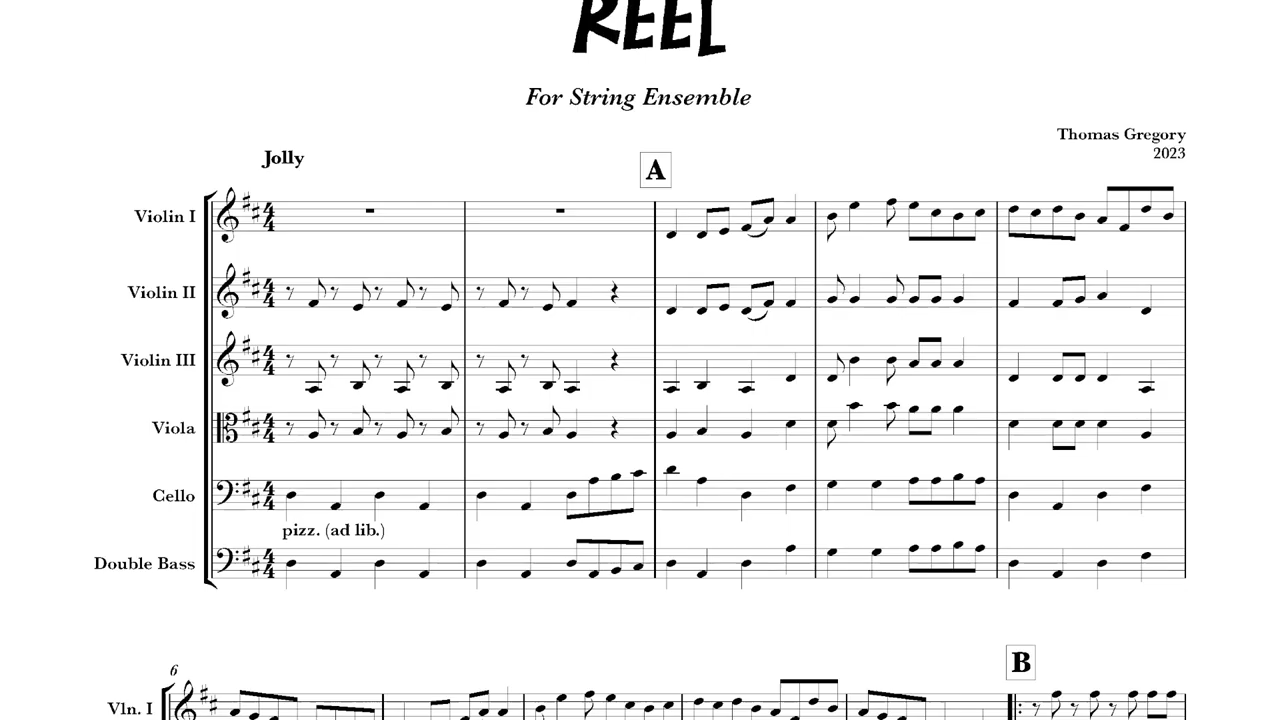 REEL
For String Ensemble
Thomas Gregory
2023
Jolly
A
Violin I
Violin II
Violin III
Viola
Cello
pizz. (ad lib.)
Double Bass
6
B
Vln. I